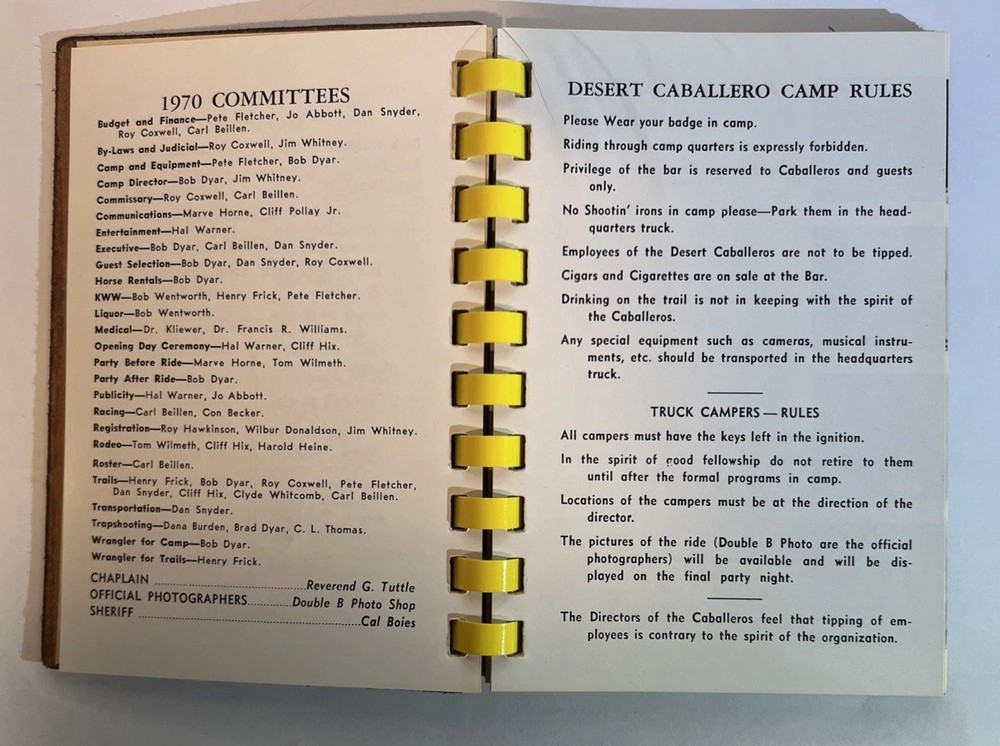 1970 COMMITTEES
Budget and Finance—Pete Fletcher, Jo Abbott, Dan Snyder,
Roy Coxwell, Carl Beillen.
By-Laws and Judicial—Roy Coxwell, Jim Whitney.
Camp and Equipment—Pete Fletcher, Bob Dyar.
Camp Director—Bob Dyar, Jim Whitney.
Commissary—Roy Coxwell, Carl Beillen.
Communications—Marve Horne, Cliff Pollay Jr.
Entertainment—Hal Warner.
Executive—Bob Dyar, Carl Beillen, Dan Snyder.
Guest Selection—Bob Dyar, Dan Snyder, Roy Coxwell.
Horse Rentals—Bob Dyar.
KWW—Bob Wentworth, Henry Frick, Pete Fletcher.
Liquor—Bob Wentworth.
Medical—Dr. Kliewer, Dr. Francis R. Williams.
Opening Day Ceremony—Hal Warner, Cliff Hix.
Party Before Ride—Marve Horne, Tom Wilmeth.
Party After Ride—Bob Dyar.
Publicity—Hal Warner, Jo Abbott.
Racing—Carl Beillen, Con Becker.
Registration—Roy Hawkinson, Wilbur Donaldson, Jim Whitney.
Rodeo—Tom Wilmeth, Cliff Hix, Harold Heine.
Roster—Carl Beillen.
Trails—Henry Frick, Bob Dyar, Roy Coxwell, Pete Fletcher,
Dan Snyder, Cliff Hix, Clyde Whitcomb, Carl Beillen.
Transportation—Dan Snyder.
Trapshooting—Dana Burden, Brad Dyar, C. L. Thomas.
Wrangler for Camp—Bob Dyar.
Wrangler for Trails—Henry Frick.
CHAPLAIN ........................................Reverend G. Tuttle
OFFICIAL PHOTOGRAPHERS............Double B Photo Shop
SHERIFF ..........................................................Cal Boies
DESERT CABALLERO CAMP RULES
Please Wear your badge in camp.
Riding through camp quarters is expressly forbidden.
Privilege of the bar is reserved to Caballeros and guests
only.
No Shootin' irons in camp please—Park them in the head-
quarters truck.
Employees of the Desert Caballeros are not to be tipped.
Cigars and Cigarettes are on sale at the Bar.
Drinking on the trail is not in keeping with the spirit of
the Caballeros.
Any special equipment such as cameras, musical instru-
ments, etc. should be transported in the headquarters
truck.
TRUCK CAMPERS — RULES
All campers must have the keys left in the ignition.
In the spirit of good fellowship do not retire to them
until after the formal programs in camp.
Locations of the campers must be at the direction of the
director.
The pictures of the ride (Double B Photo are the official
photographers) will be available and will be dis-
played on the final party night.
The Directors of the Caballeros feel that tipping of em-
ployees is contrary to the spirit of the organization.